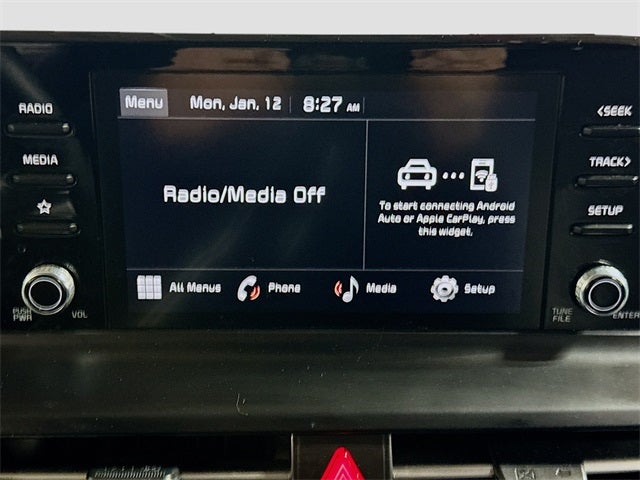 RADIO
MEDIA
PUSH
PWR
VOL
Menu Mon, Jan. 12 8:27 AM
Radio/Media Off
To start connecting Android
Auto or Apple CarPlay, press
this widget.
All Menus Phone Media Setup
<SEEK
TRACK>
SETUP
TUNE
FILE
ENTER